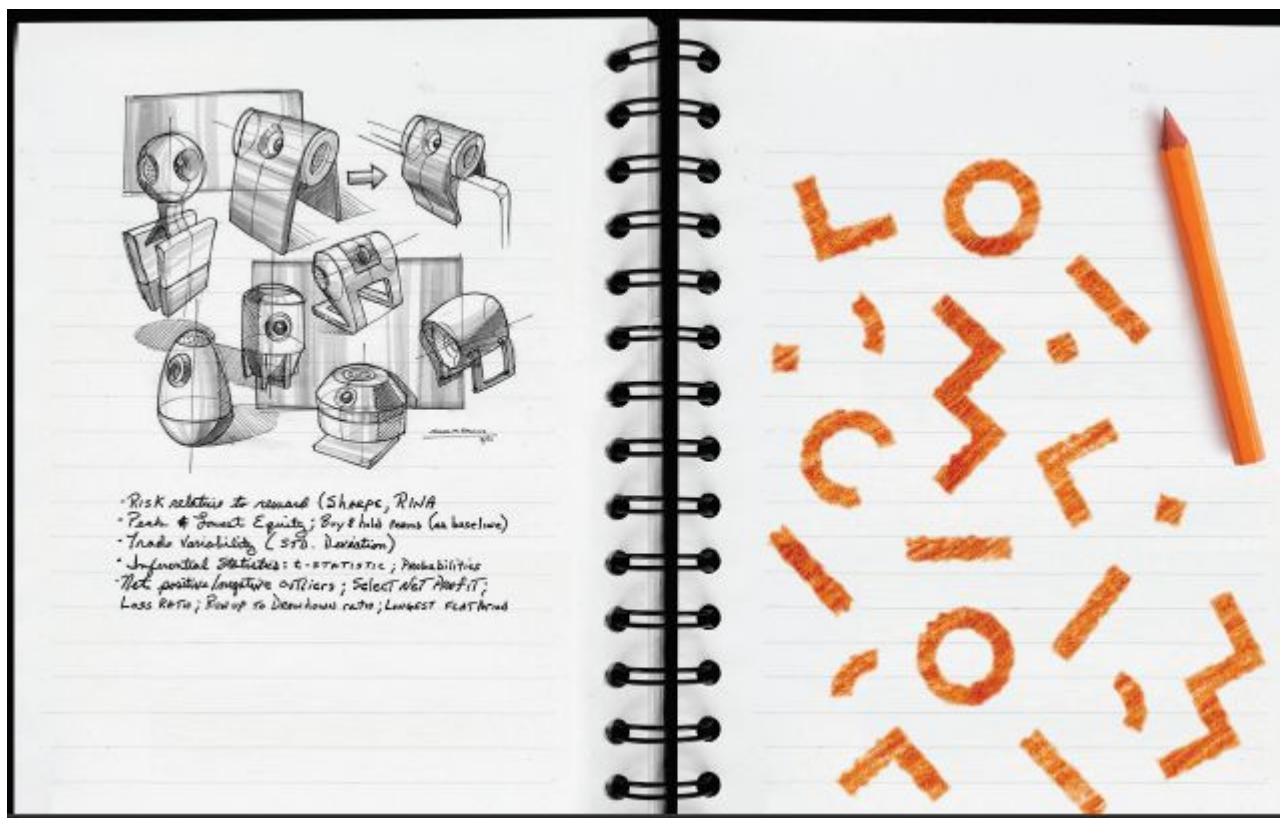 -Risk relative to reward (Sharpe, RINA
-Peak & Lowest Equity; Buy & hold means (as baseline)
-Trade Variability (STD. Deviation)
-Inferential Statistics: t-STATISTIC; Probabilities
-Net positive/negative outliers; Select NET PROFIT;
Loss RATIO; Run up to Drawdown ratio; Longest FLAT Period